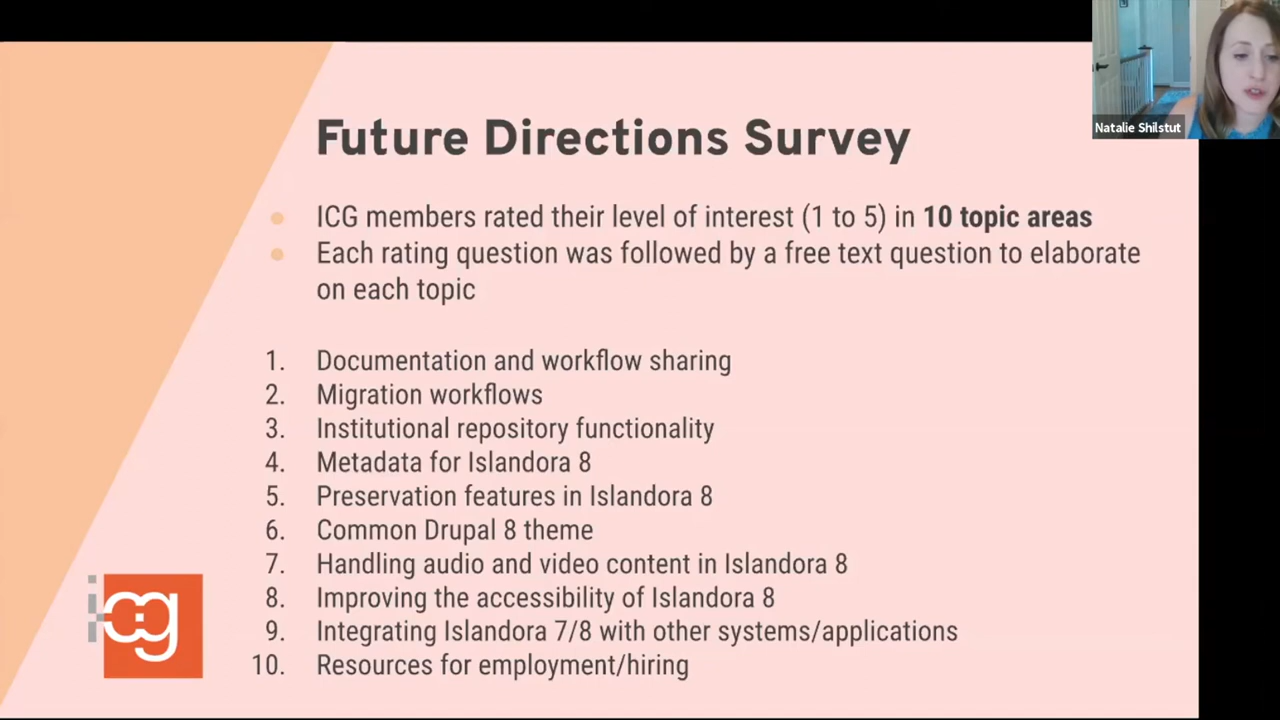 Future Directions Survey
Natalie Shilstut
ICG members rated their level of interest (1 to 5) in 10 topic areas
Each rating question was followed by a free text question to elaborate
on each topic
1. Documentation and workflow sharing
2. Migration workflows
3. Institutional repository functionality
4. Metadata for Islandora 8
5. Preservation features in Islandora 8
6. Common Drupal 8 theme
7. Handling audio and video content in Islandora 8
8. Improving the accessibility of Islandora 8
9. Integrating Islandora 7/8 with other systems/applications
10. Resources for employment/hiring
icg